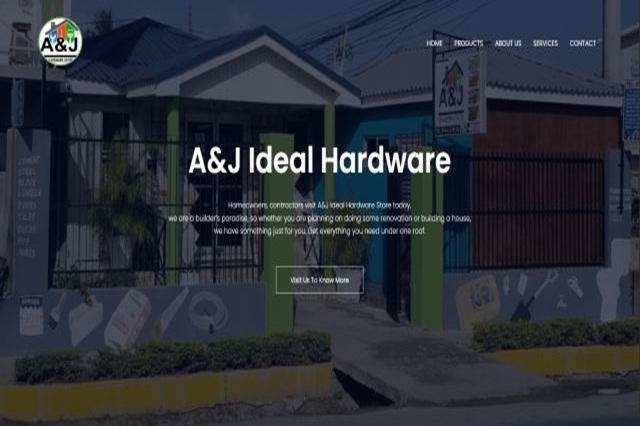 A&J
HOME PRODUCTS ABOUT US SERVICES CONTACT
A&J
A&J Ideal Hardware
Homeowners, contractors visit A&J Ideal Hardware Store today,
we are a builder's paradise, so whether you are planning on doing some renovation or building a house,
we have something just for you. Get everything you need under one roof.
Visit Us To Know More